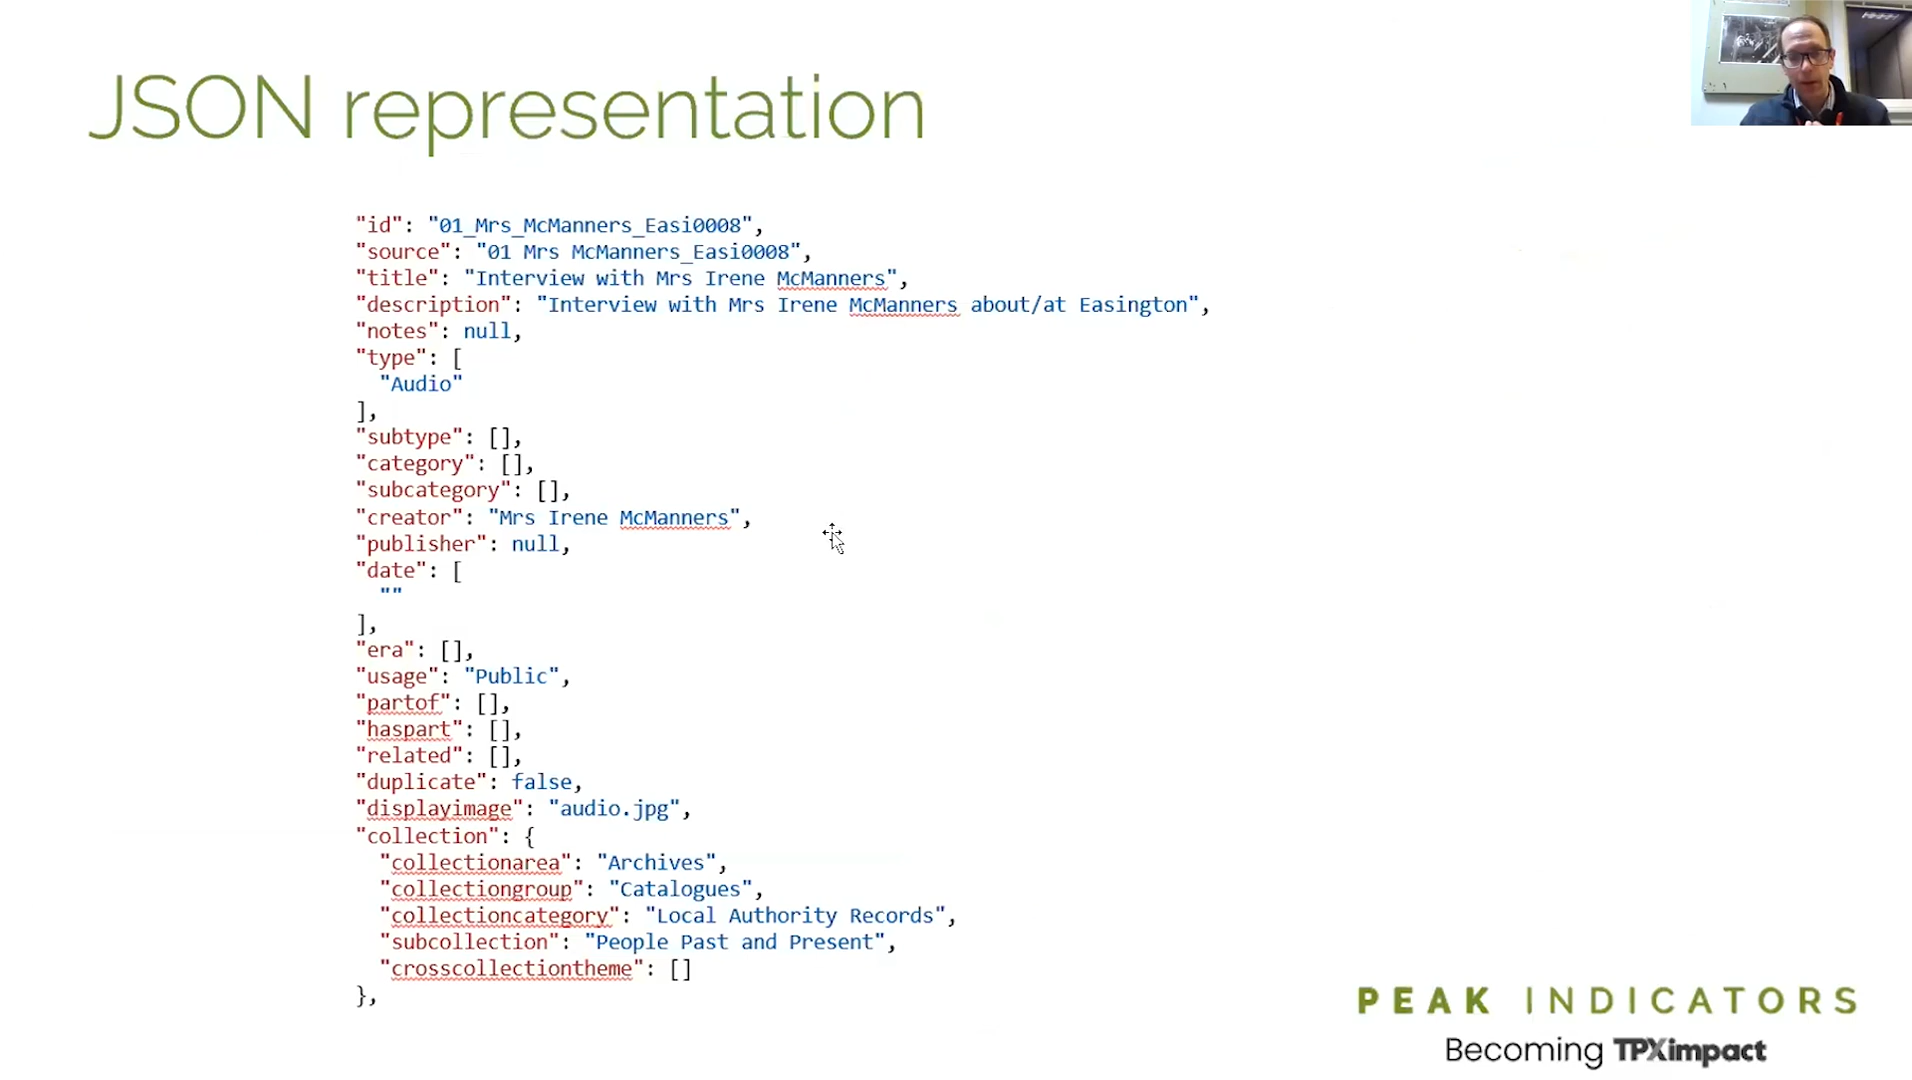 JSON representation
"id": "01_Mrs_McManners_Easi0008",
"source": "01 Mrs McManners_Easi0008",
"title": "Interview with Mrs Irene McManners",
"description": "Interview with Mrs Irene McManners about/at Easington",
"notes": null,
"type": [
"Audio"
],
"subtype": [],
"category": [],
"subcategory": [],
"creator": "Mrs Irene McManners",
"publisher": null,
"date": [
""
],
"era": [],
"usage": "Public",
"partof": [],
"haspart": [],
"related": [],
"duplicate": false,
"displayimage": "audio.jpg",
"collection": {
"collectionarea": "Archives",
"collectiongroup": "Catalogues",
"collectioncategory": "Local Authority Records",
"subcollection": "People Past and Present",
"crosscollectiontheme": []
},
PEAK INDICATORS
Becoming TPXimpact